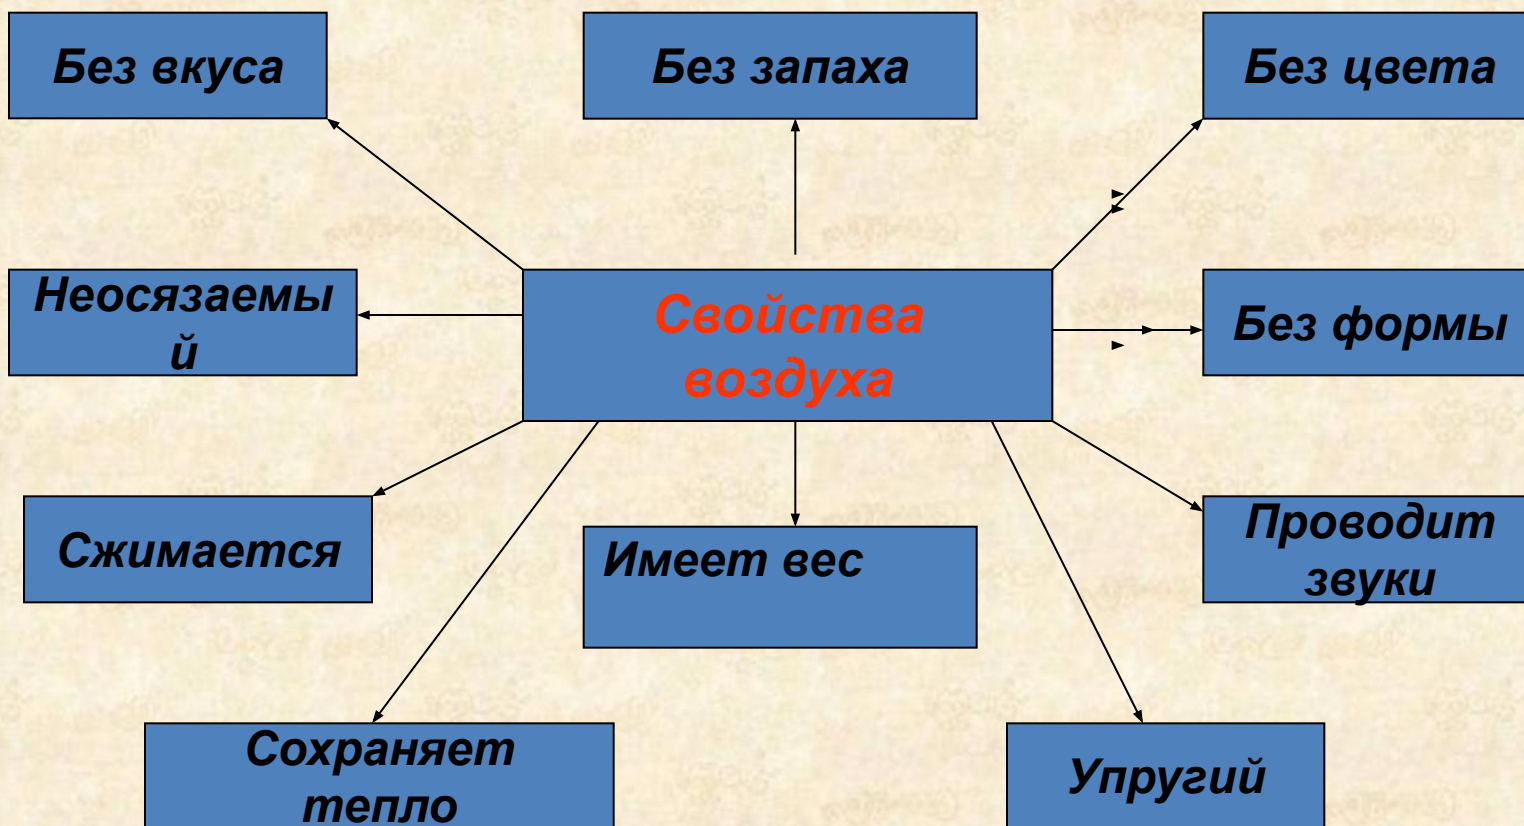 Без вкуса
Без запаха
Без цвета
Неосязаемы
й
Свойства
воздуха
Без формы
Сжимается
Имеет вес
Проводит
звуки
Сохраняет
тепло
Упругий